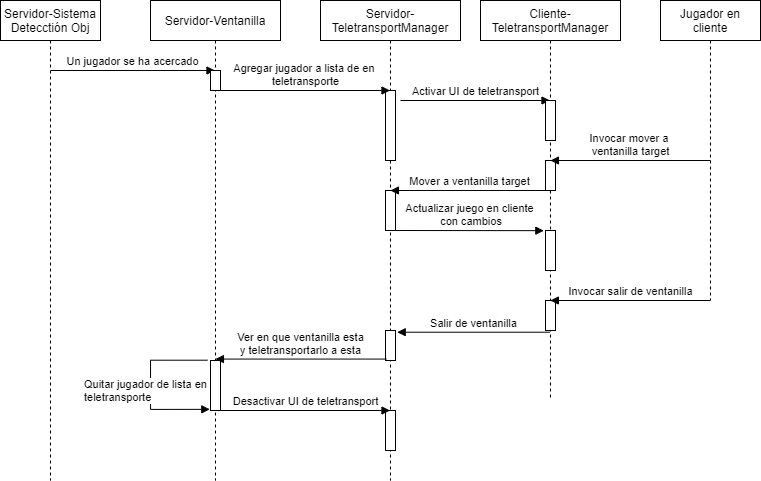 Servidor-Sistema
Detecctión Obj
Servidor-Ventanilla
Servidor-
TeletransportManager
Cliente-
TeletransportManager
Jugador en
cliente
Un jugador se ha acercado
Agregar jugador a lista de en
teletransporte
Activar UI de teletransport
Invocar mover a
ventanilla target
Mover a ventanilla target
Actualizar juego en cliente
con cambios
Invocar salir de ventanilla
Salir de ventanilla
Ver en que ventanilla esta
y teletransportarlo a esta
Quitar jugador de lista en
teletransporte
Desactivar UI de teletransport